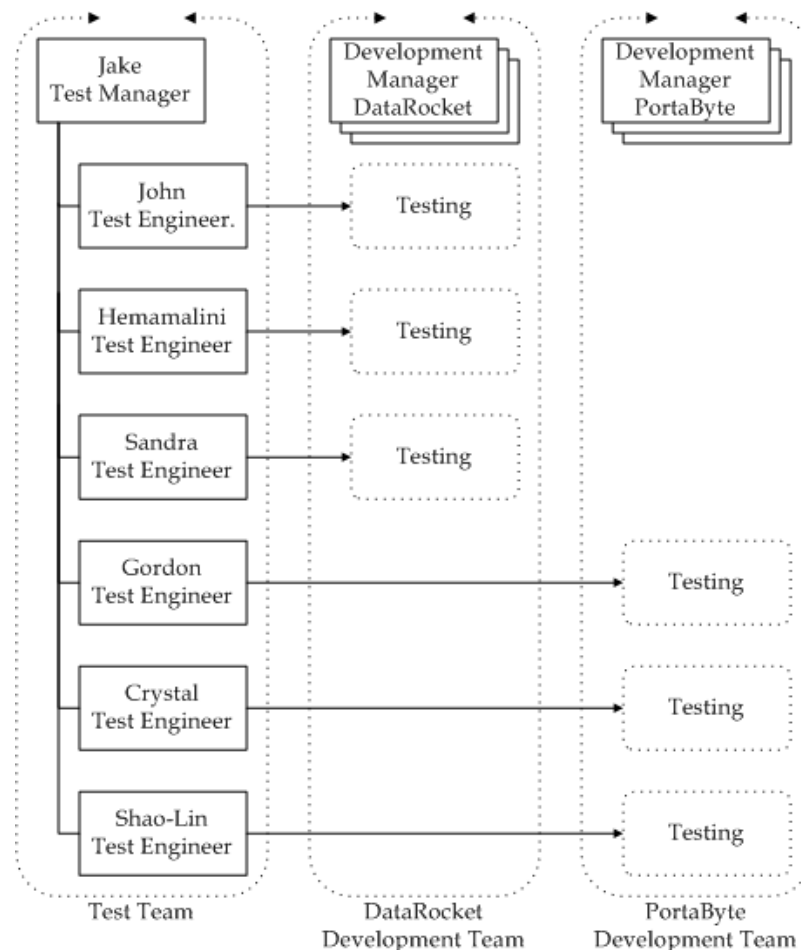 Jake
Test Manager
Development
Manager
DataRocket
Development
Manager
PortaByte
John
Test Engineer.
Testing
Hemamalini
Test Engineer
Testing
Sandra
Test Engineer
Testing
Gordon
Test Engineer
Testing
Crystal
Test Engineer
Testing
Shao-Lin
Test Engineer
Testing
Test Team
DataRocket
Development Team
PortaByte
Development Team